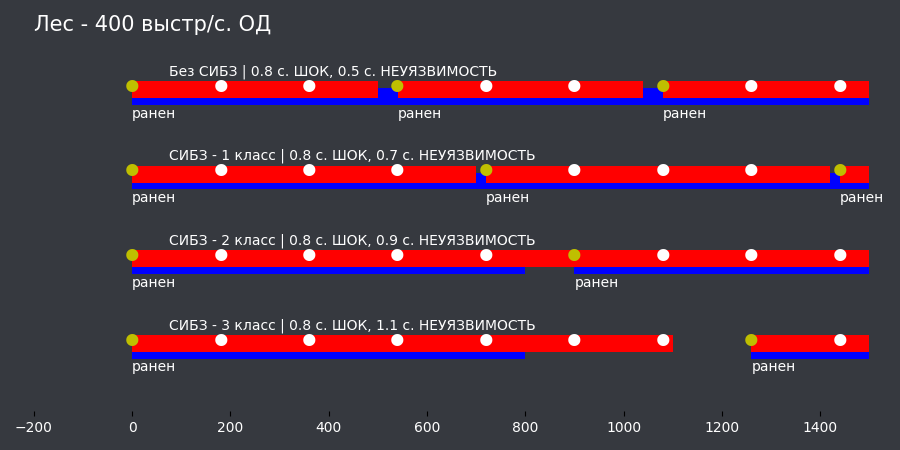 Лес - 400 выстр/с. ОД
Без СИБЗ | 0.8 с. ШОК, 0.5 с. НЕУЯЗВИМОСТЬ
ранен ранен ранен
СИБЗ - 1 класс | 0.8 с. ШОК, 0.7 с. НЕУЯЗВИМОСТЬ
ранен ранен ранен
СИБЗ - 2 класс | 0.8 с. ШОК, 0.9 с. НЕУЯЗВИМОСТЬ
ранен ранен
СИБЗ - 3 класс | 0.8 с. ШОК, 1.1 с. НЕУЯЗВИМОСТЬ
ранен ранен
−200 0 200 400 600 800 1000 1200 1400